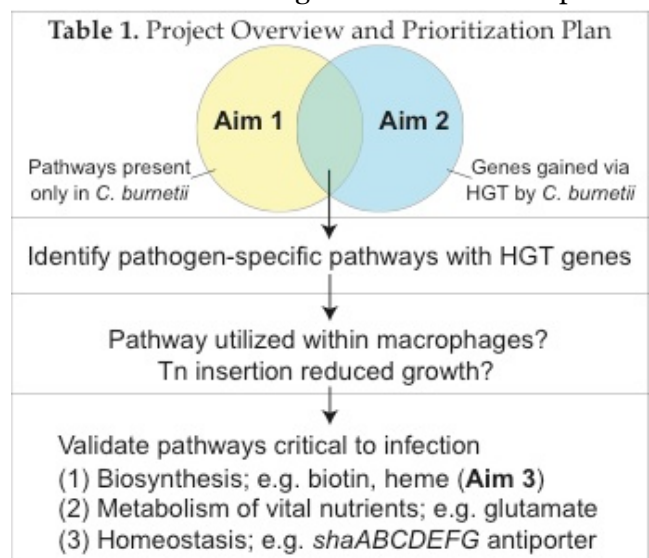 Table 1. Project Overview and Prioritization Plan
Aim 1
Aim 2
Pathways present
only in C. burnetii
Genes gained via
HGT by C. burnetii
Identify pathogen-specific pathways with HGT genes
Pathway utilized within macrophages?
Tn insertion reduced growth?
Validate pathways critical to infection
(1) Biosynthesis; e.g. biotin, heme (Aim 3)
(2) Metabolism of vital nutrients; e.g. glutamate
(3) Homeostasis; e.g. shaABCDEFG antiporter